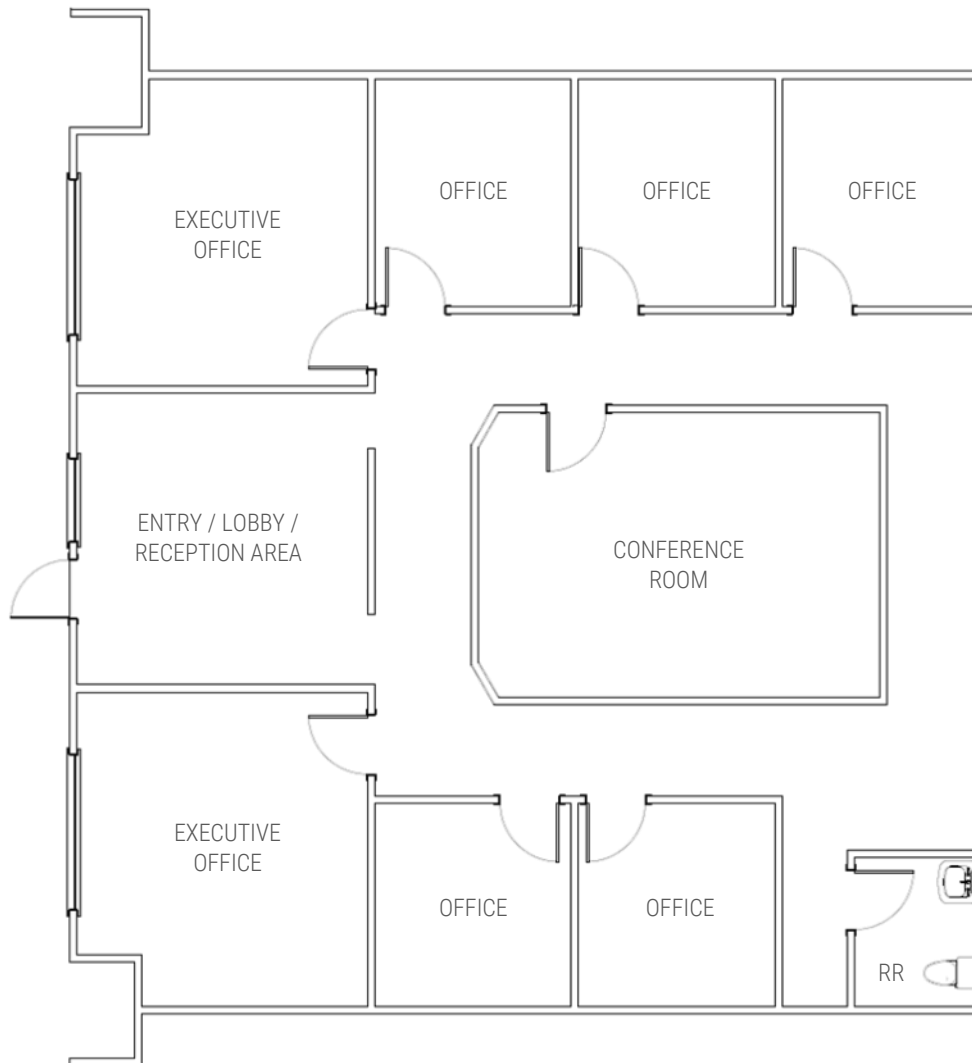 OFFICE
OFFICE
OFFICE
EXECUTIVE
OFFICE
ENTRY / LOBBY /
RECEPTION AREA
CONFERENCE
ROOM
EXECUTIVE
OFFICE
OFFICE
OFFICE
RR